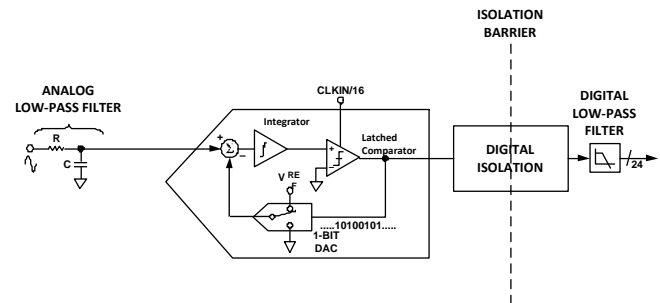 ISOLATION
BARRIER
ANALOG
LOW-PASS FILTER
R
C
CLKIN/16
Integrator
+
Σ
−
∫
+
−
Latched
Comparator
V RE
F
.....10100101.....
1-BIT
DAC
DIGITAL
ISOLATION
DIGITAL
LOW-PASS
FILTER
24